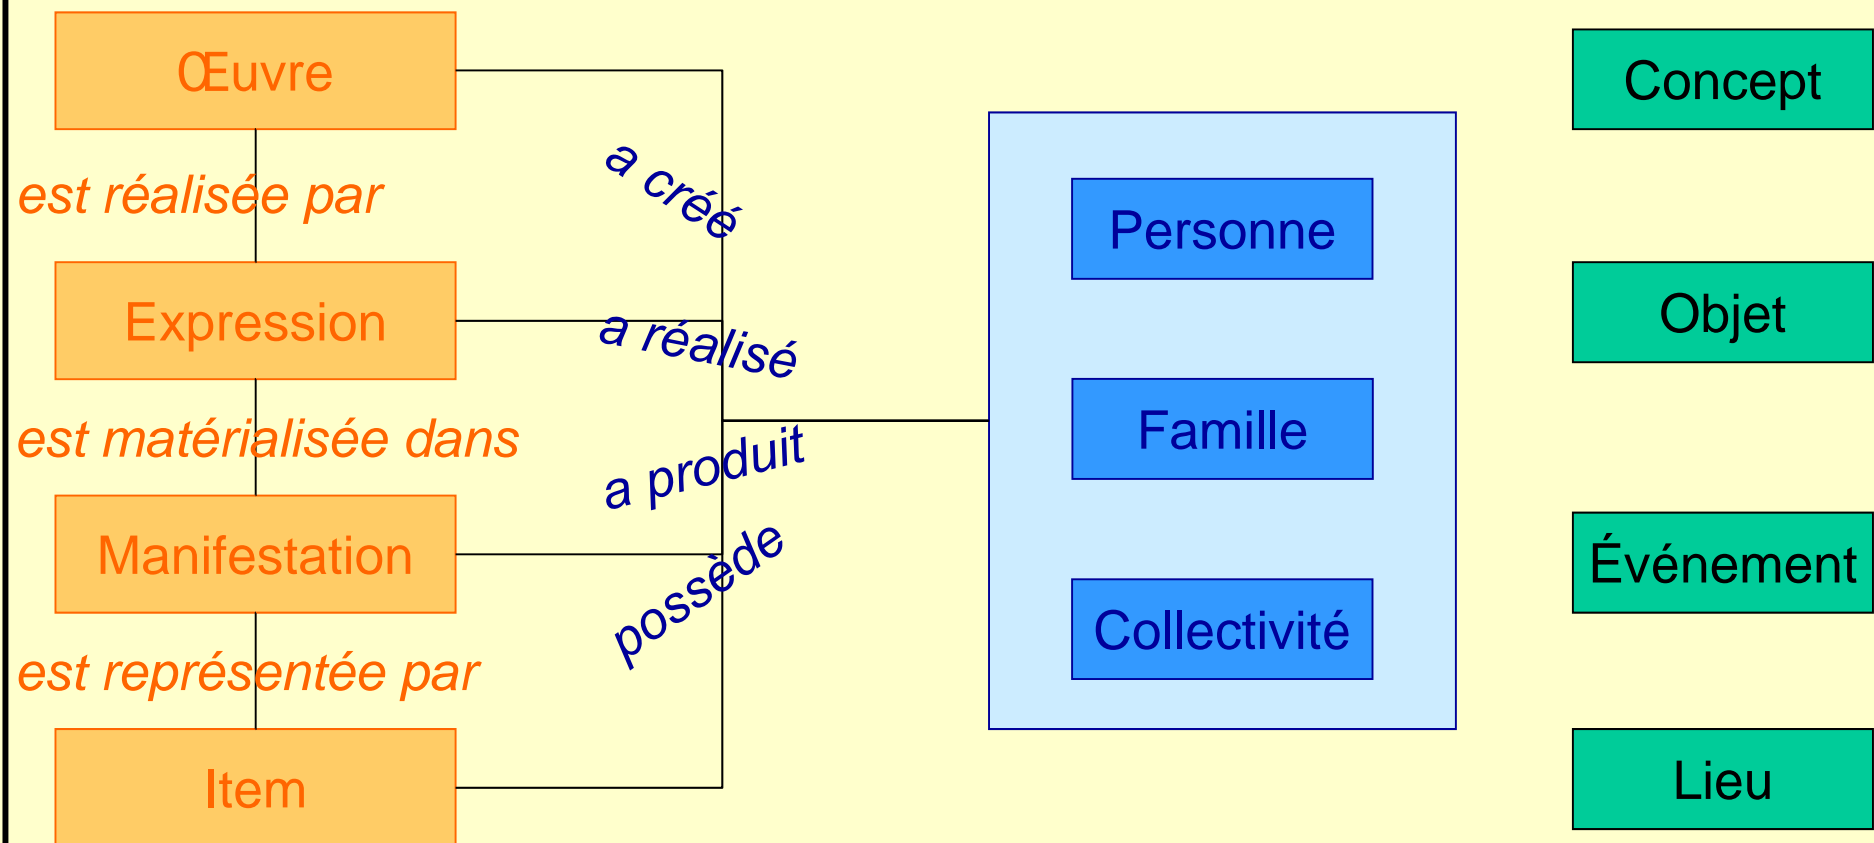 Œuvre
est réalisée par
Expression
est matérialisée dans
Manifestation
est représentée par
Item
a créé
a réalisé
a produit
possède
Personne
Famille
Collectivité
Concept
Objet
Événement
Lieu